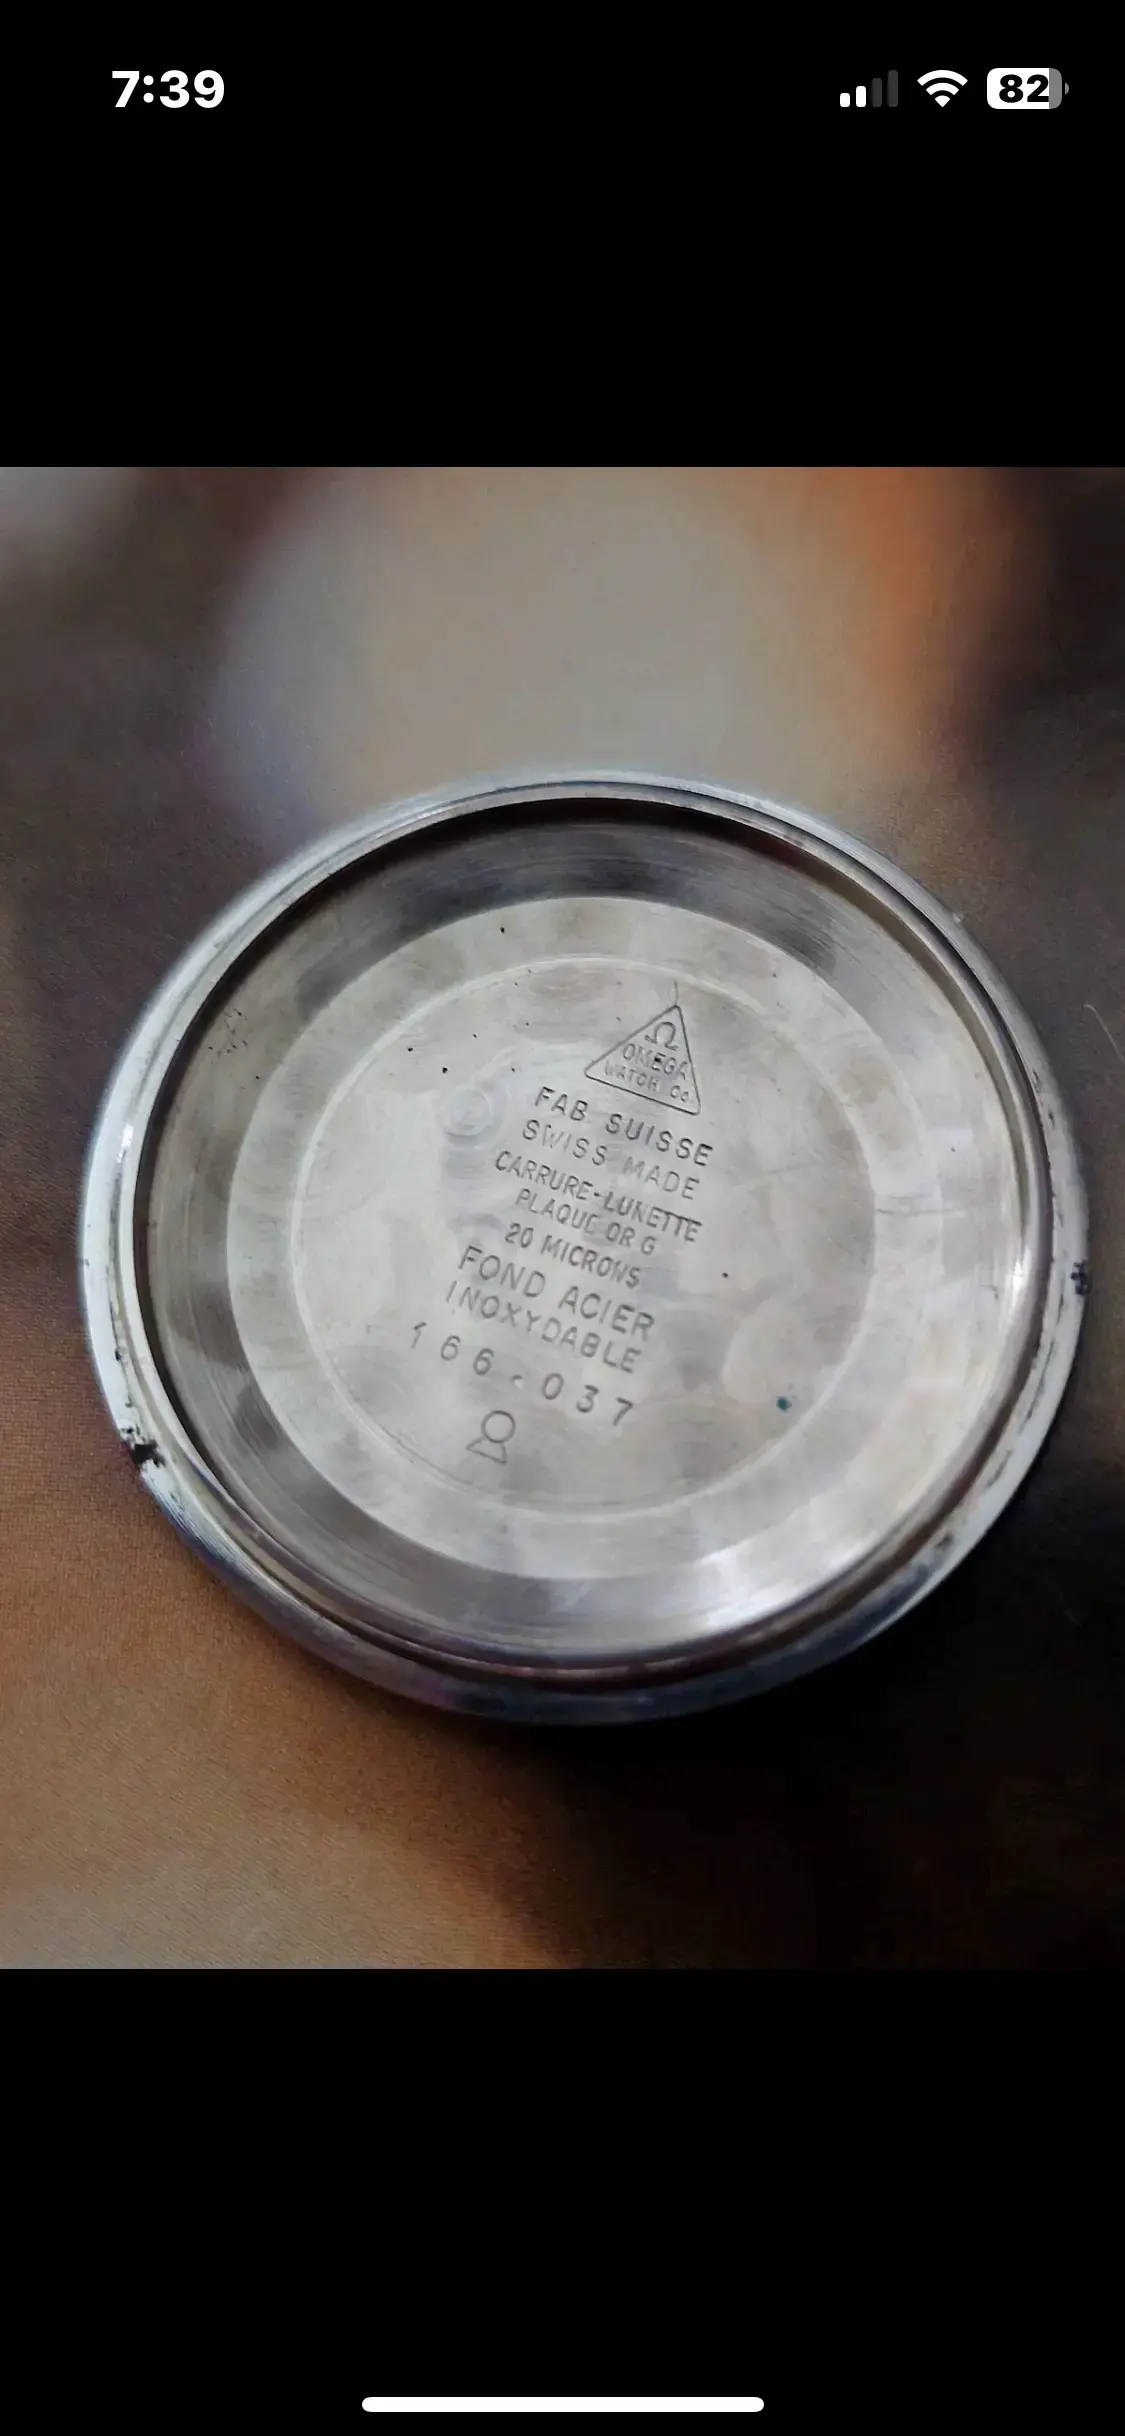 7:39
82
Ω
OMEGA
WATCH Co.
FAB SUISSE
SWISS MADE
CARRURE-LUNETTE
PLAQUE OR G
20 MICRONS
FOND ACIER
INOXYDABLE
166.037